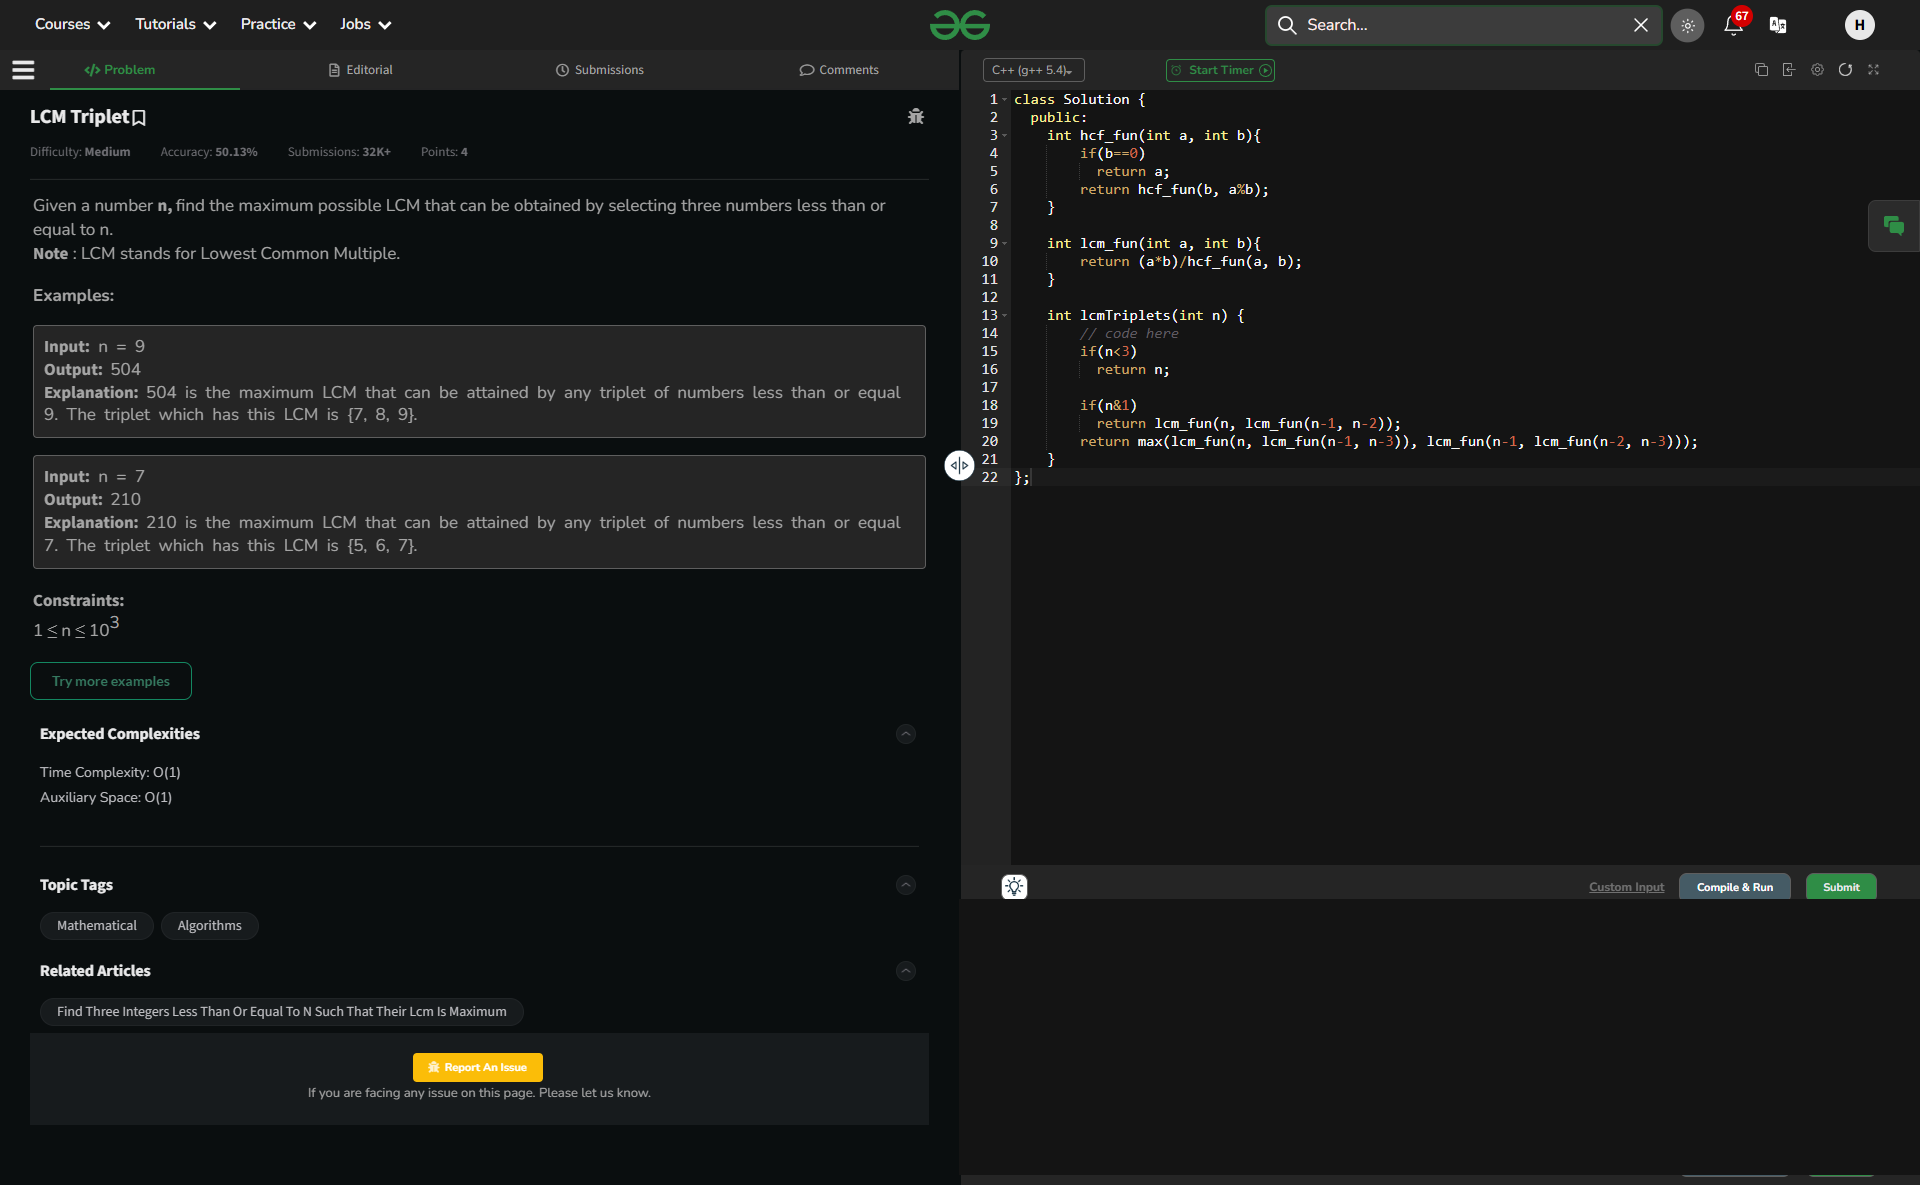 Courses Tutorials Practice Jobs
Search...
67
H
</> Problem Editorial Submissions Comments
LCM Triplet
Difficulty: Medium Accuracy: 50.13% Submissions: 32K+ Points: 4
Given a number n, find the maximum possible LCM that can be obtained by selecting three numbers less than or
equal to n.
Note : LCM stands for Lowest Common Multiple.
Examples:
Input: n = 9
Output: 504
Explanation: 504 is the maximum LCM that can be attained by any triplet of numbers less than or equal
9. The triplet which has this LCM is {7, 8, 9}.
Input: n = 7
Output: 210
Explanation: 210 is the maximum LCM that can be attained by any triplet of numbers less than or equal
7. The triplet which has this LCM is {5, 6, 7}.
Constraints:
1 ≤ n ≤ 10^3
Try more examples
Expected Complexities
Time Complexity: O(1)
Auxiliary Space: O(1)
Topic Tags
Mathematical Algorithms
Related Articles
Find Three Integers Less Than Or Equal To N Such That Their Lcm Is Maximum
Report An Issue
If you are facing any issue on this page. Please let us know.
C++ (g++ 5.4) Start Timer
1 class Solution {
2   public:
3     int hcf_fun(int a, int b){
4         if(b==0)
5           return a;
6         return hcf_fun(b, a%b);
7     }
8
9     int lcm_fun(int a, int b){
10         return (a*b)/hcf_fun(a, b);
11     }
12
13     int lcmTriplets(int n) {
14         // code here
15         if(n<3)
16           return n;
17
18         if(n&1)
19           return lcm_fun(n, lcm_fun(n-1, n-2));
20         return max(lcm_fun(n, lcm_fun(n-1, n-3)), lcm_fun(n-1, lcm_fun(n-2, n-3)));
21     }
22 };
Custom Input Compile & Run Submit